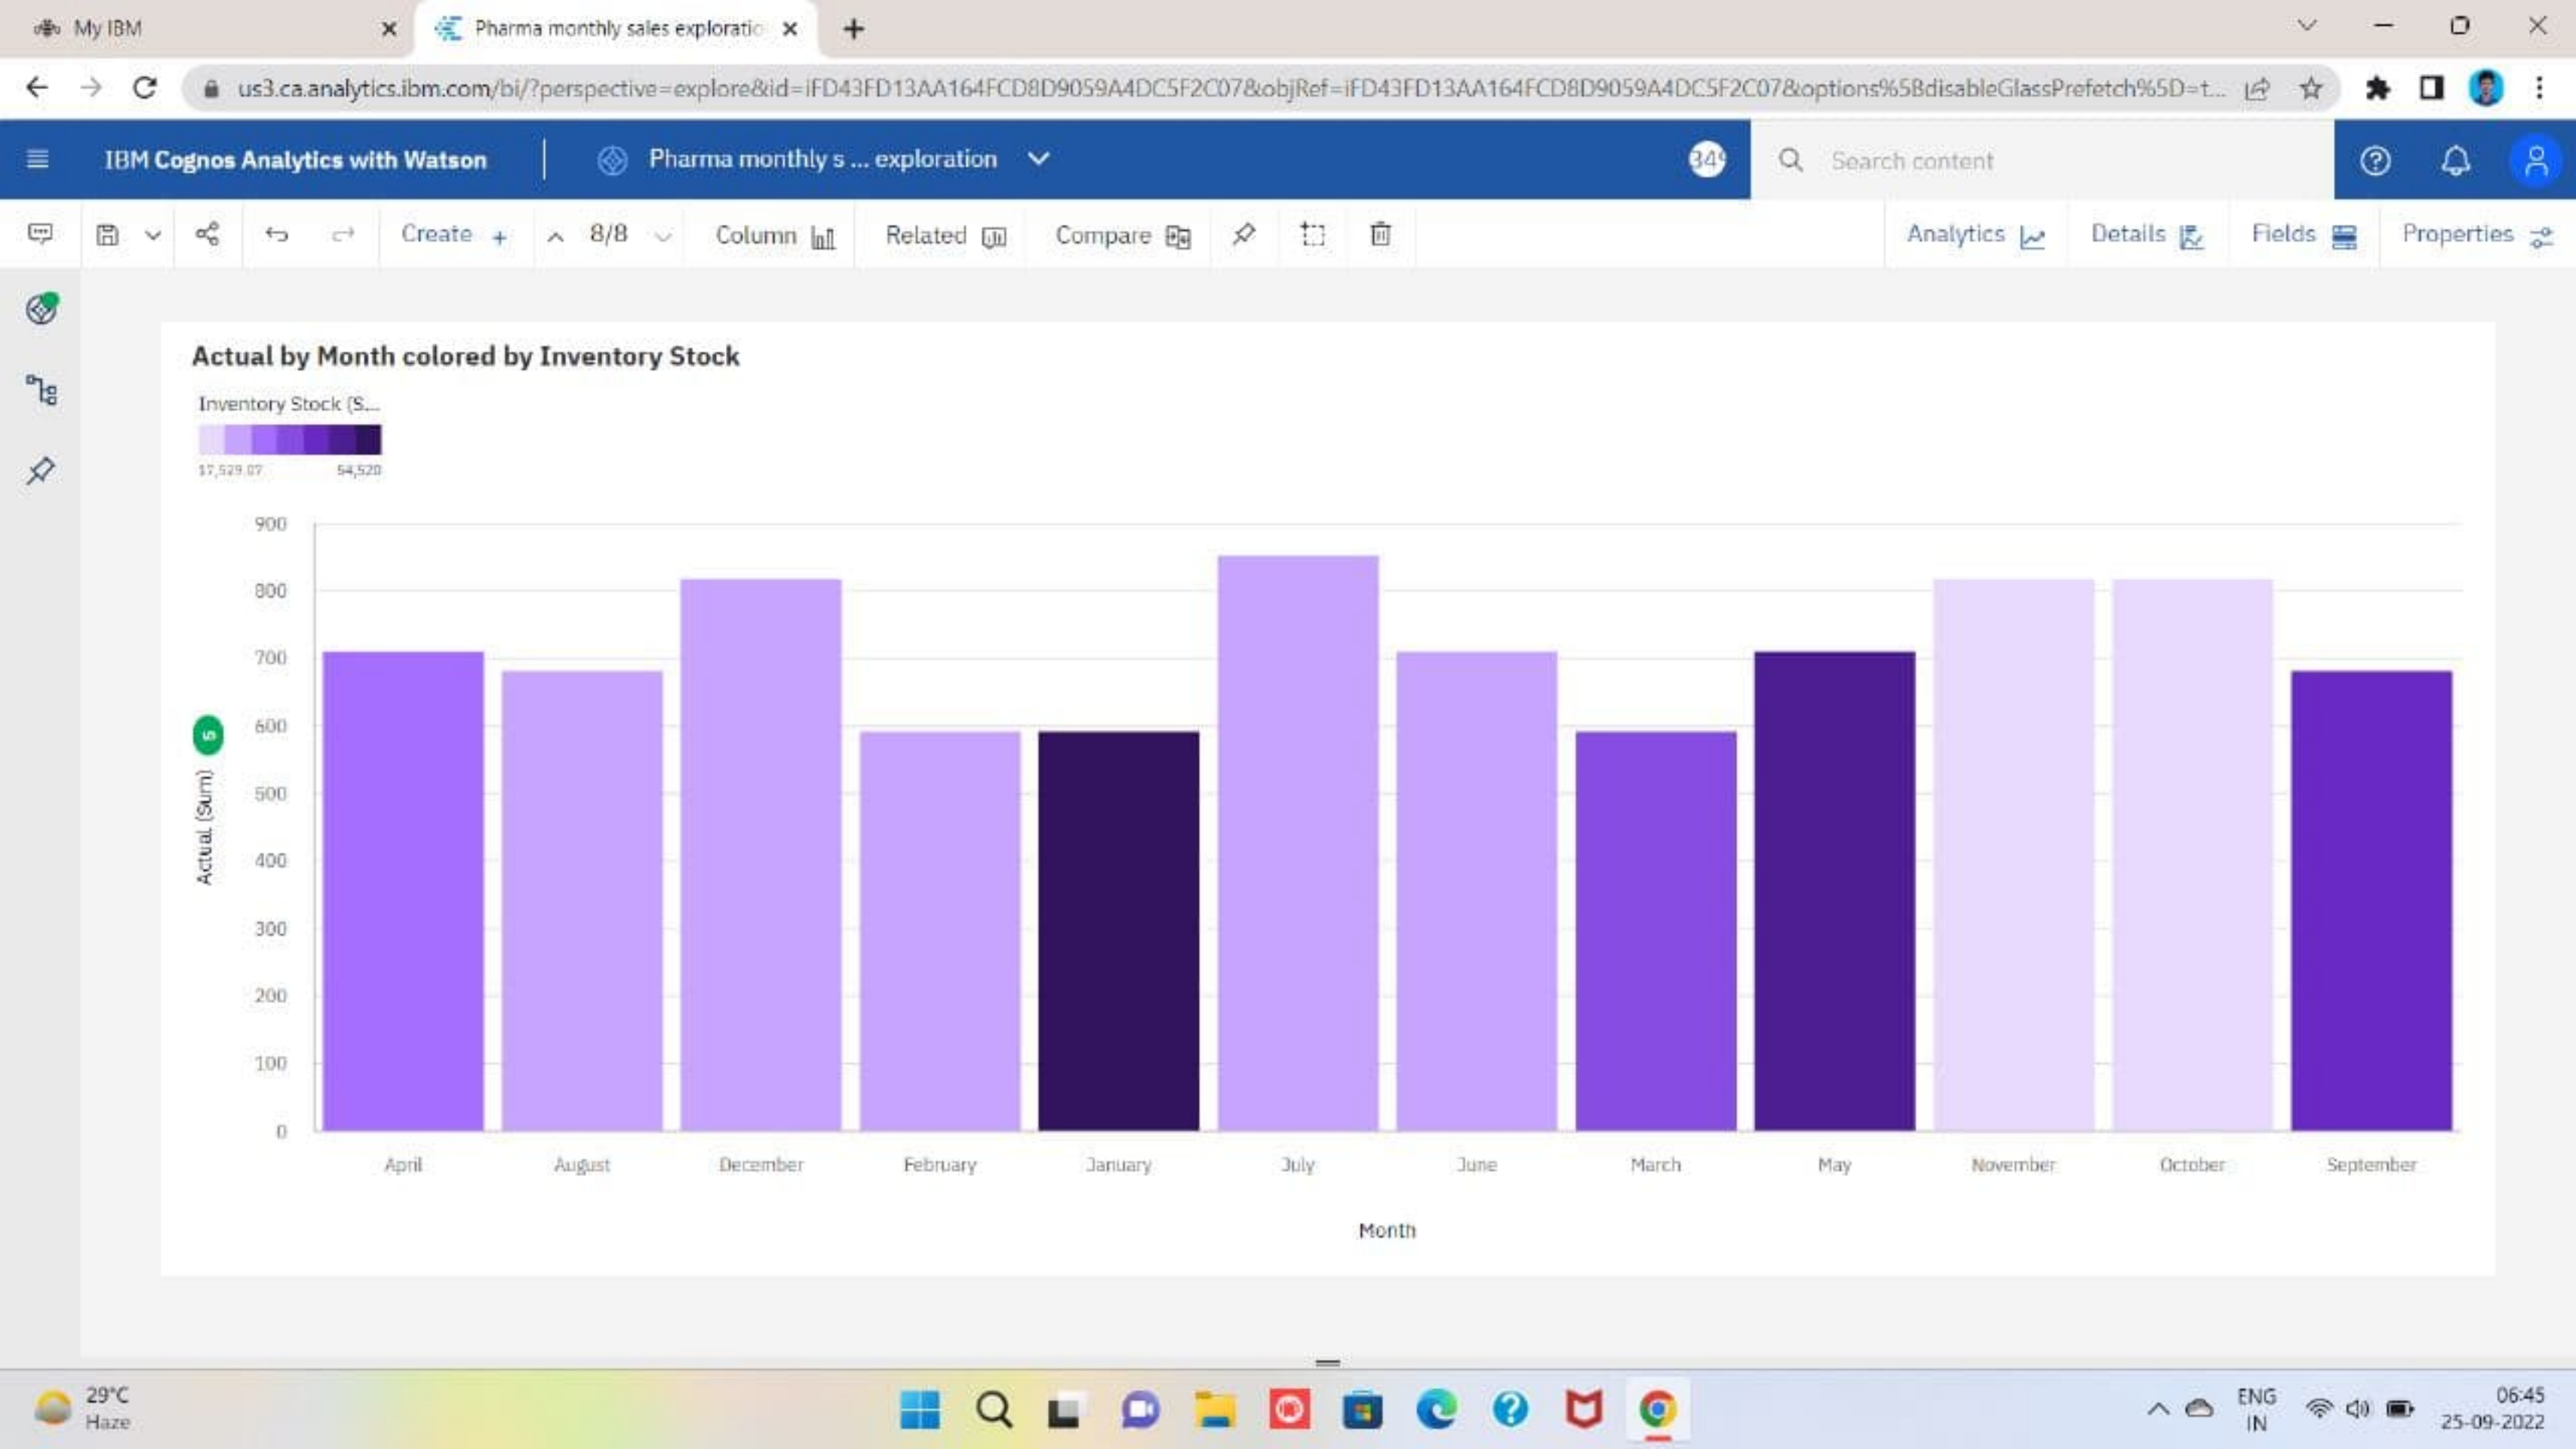 My IBM
Pharma monthly sales exploratio
us3.ca.analytics.ibm.com/bi/?perspective=explore&id=iFD43FD13AA164FCD8D9059A4DC5F2C07&objRef=iFD43FD13AA164FCD8D9059A4DC5F2C07&options%5BdisableGlassPrefetch%5D=t...
IBM Cognos Analytics with Watson
Pharma monthly s ... exploration
Search content
Create +
8/8
Column
Related
Compare
Analytics
Details
Fields
Properties
Actual by Month colored by Inventory Stock
Inventory Stock (S...
17,529.07 54,520
900
800
700
600
500
400
300
200
100
0
Actual (Sum)
5
April August December February January July June March May November October September
Month
29°C
Haze
ENG
IN
06:45
25-09-2022